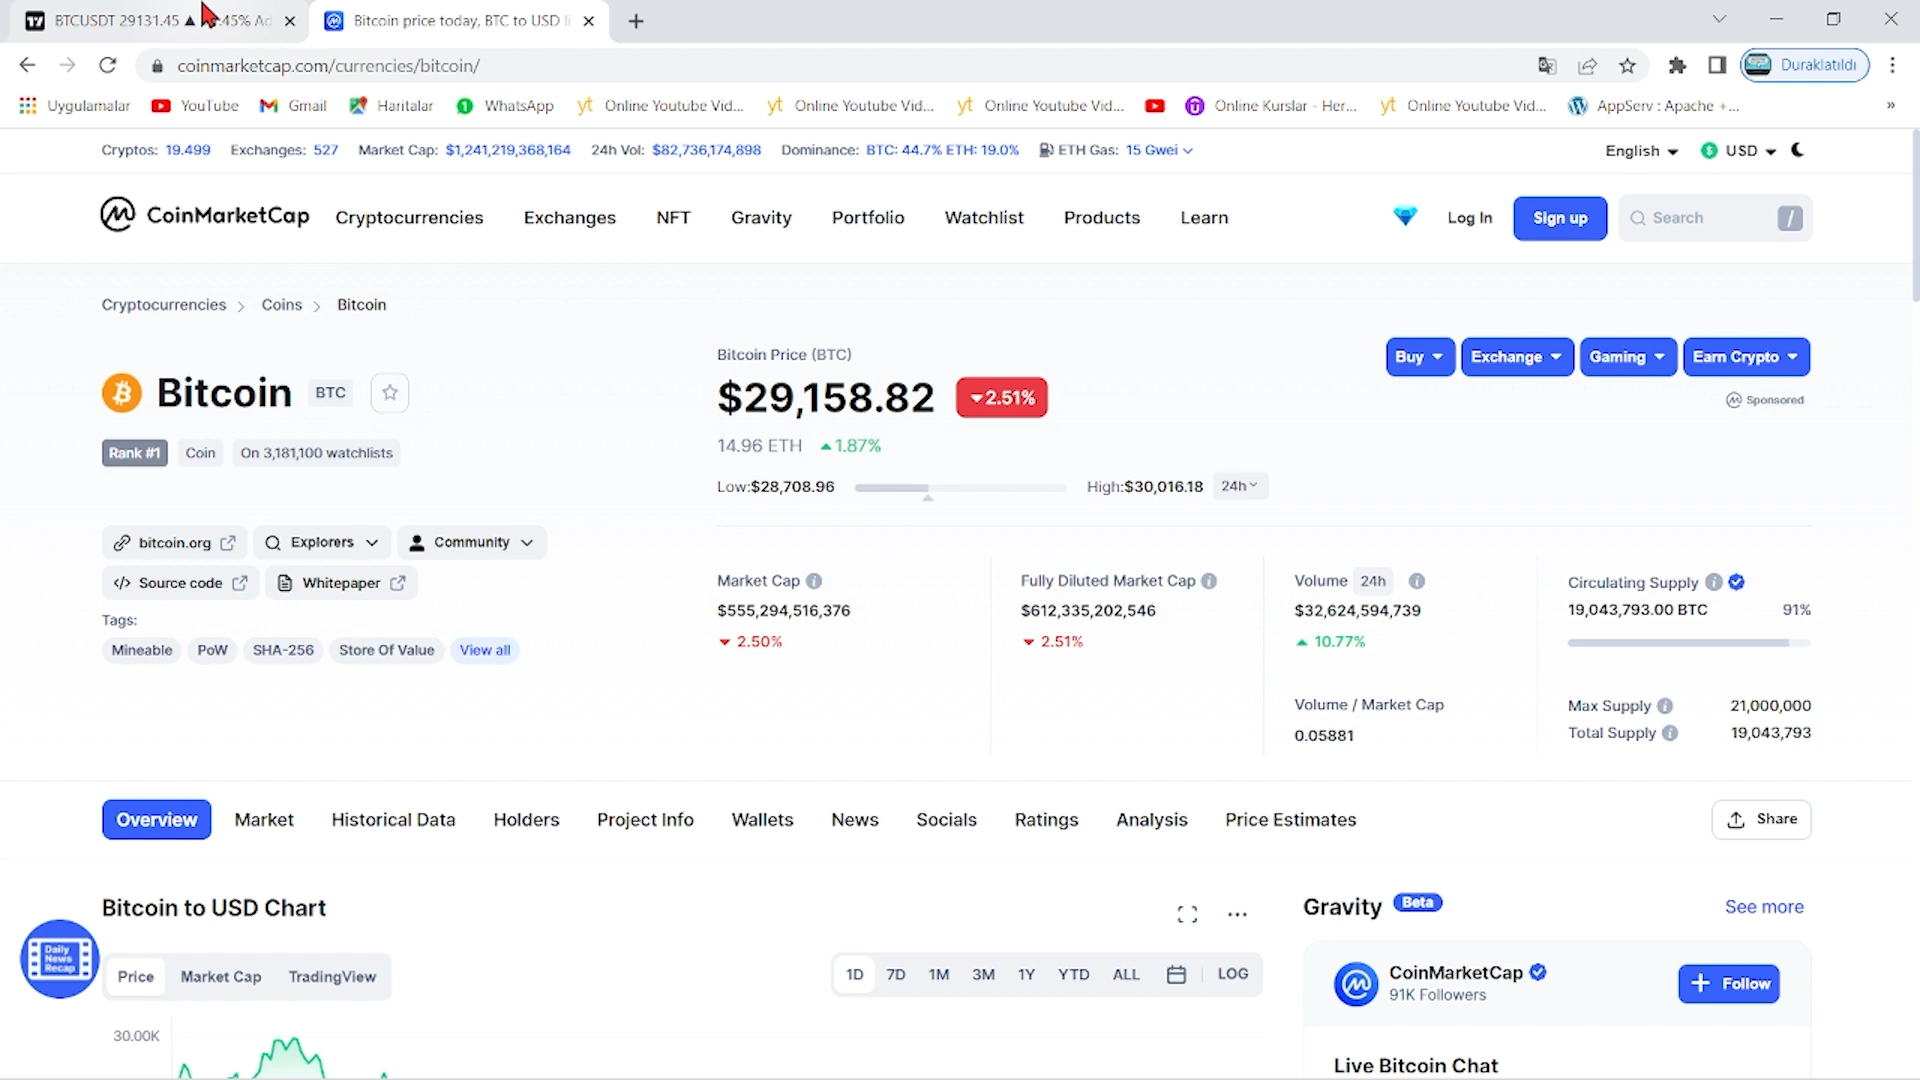 BTCUSDT 29131.45 ▲ .45% Ad
Bitcoin price today, BTC to USD li
coinmarketcap.com/currencies/bitcoin/
Duraklatıldı
Uygulamalar YouTube Gmail Haritalar WhatsApp Online Youtube Vid... Online Youtube Vid... Online Youtube Vid... Online Kurslar - Her... Online Youtube Vid... AppServ : Apache +... »
Cryptos: 19.499 Exchanges: 527 Market Cap: $1,241,219,368,164 24h Vol: $82,736,174,898 Dominance: BTC: 44.7% ETH: 19.0% ETH Gas: 15 Gwei
English USD
CoinMarketCap Cryptocurrencies Exchanges NFT Gravity Portfolio Watchlist Products Learn Log In Sign up Search /
Cryptocurrencies > Coins > Bitcoin
Bitcoin BTC
Rank #1 Coin On 3,181,100 watchlists
bitcoin.org Explorers Community
Source code Whitepaper
Tags:
Mineable PoW SHA-256 Store Of Value View all
Bitcoin Price (BTC)
$29,158.82 2.51%
14.96 ETH 1.87%
Low:$28,708.96 High:$30,016.18 24h
Buy Exchange Gaming Earn Crypto
Sponsored
Market Cap
$555,294,516,376
2.50%
Fully Diluted Market Cap
$612,335,202,546
2.51%
Volume 24h
$32,624,594,739
10.77%
Volume / Market Cap
0.05881
Circulating Supply
19,043,793.00 BTC 91%
Max Supply 21,000,000
Total Supply 19,043,793
Overview Market Historical Data Holders Project Info Wallets News Socials Ratings Analysis Price Estimates Share
Bitcoin to USD Chart
Daily
News
Recap
Price Market Cap TradingView
1D 7D 1M 3M 1Y YTD ALL LOG
30.00K
Gravity Beta See more
CoinMarketCap
91K Followers
+ Follow
Live Bitcoin Chat